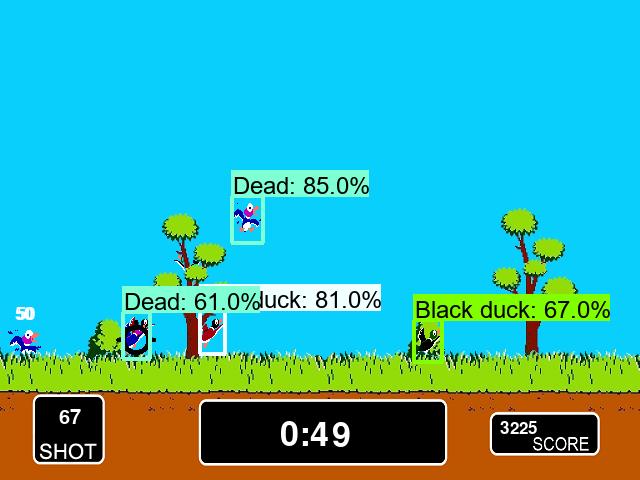 Dead: 85.0%
Dead: 61.0%
duck: 81.0%
Black duck: 67.0%
50
67
SHOT
0:49
3225
SCORE